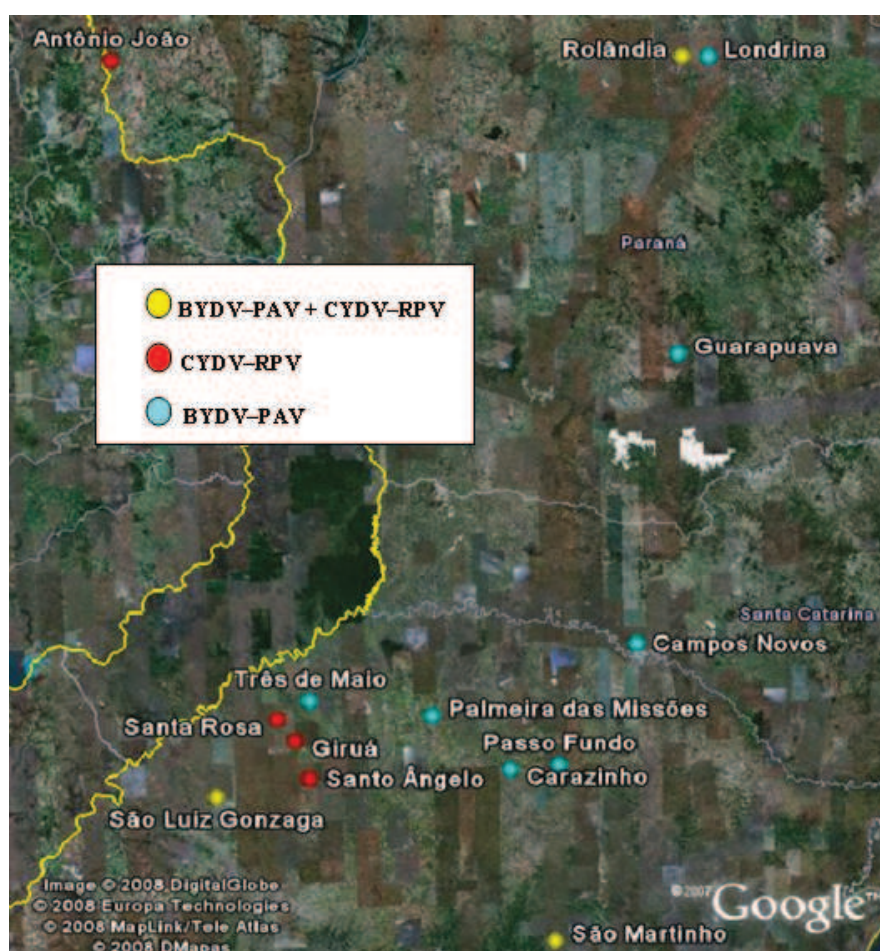 Antônio João
Rolândia
Londrina
Paraná
BYDV–PAV + CYDV–RPV
CYDV–RPV
BYDV–PAV
Guarapuava
Santa Catarina
Campos Novos
Três de Maio
Santa Rosa
Palmeira das Missões
Giruá
Passo Fundo
Santo Ângelo
Carazinho
São Luiz Gonzaga
Image © 2008 DigitalGlobe
© 2008 Europa Technologies
© 2008 MapLink/Tele Atlas
© 2008 DMapas
©2007 Google™
São Martinho